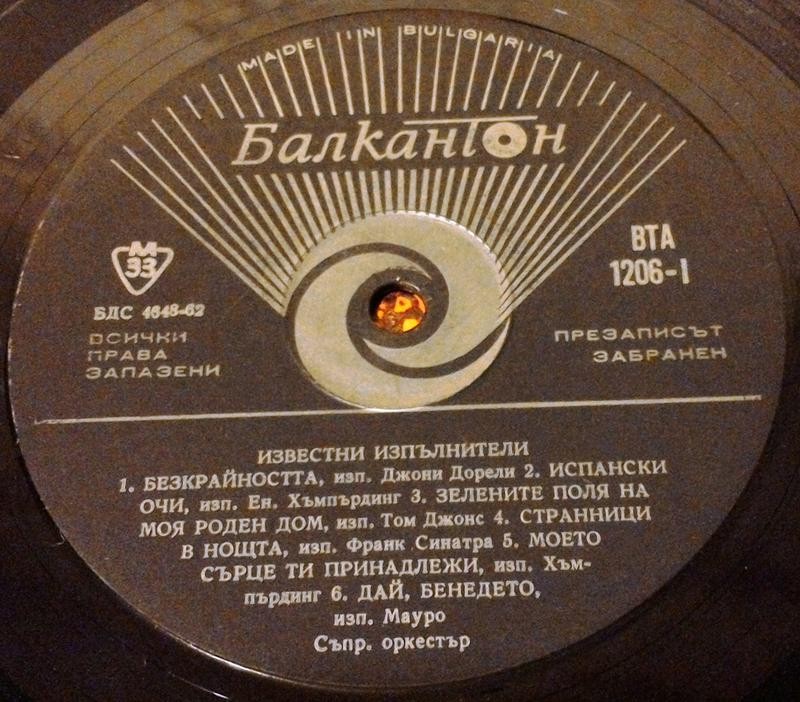 MADE IN BULGARIA
Балкантон
М
33
БДС 4648-62
ВСИЧКИ
ПРАВА
ЗАПАЗЕНИ
ВТА
1206-I
ПРЕЗАПИСЪТ
ЗАБРАНЕН
ИЗВЕСТНИ ИЗПЪЛНИТЕЛИ
1. БЕЗКРАЙНОСТТА, изп. Джони Дорели 2. ИСПАНСКИ
ОЧИ, изп. Ен. Хъмпърдинг 3. ЗЕЛЕНИТЕ ПОЛЯ НА
МОЯ РОДЕН ДОМ, изп. Том Джонс 4. СТРАННИЦИ
В НОЩТА, изп. Франк Синатра 5. МОЕТО
СЪРЦЕ ТИ ПРИНАДЛЕЖИ, изп. Хъм-
пърдинг 6. ДАЙ, БЕНЕДЕТО,
изп. Мауро
Съпр. оркестър